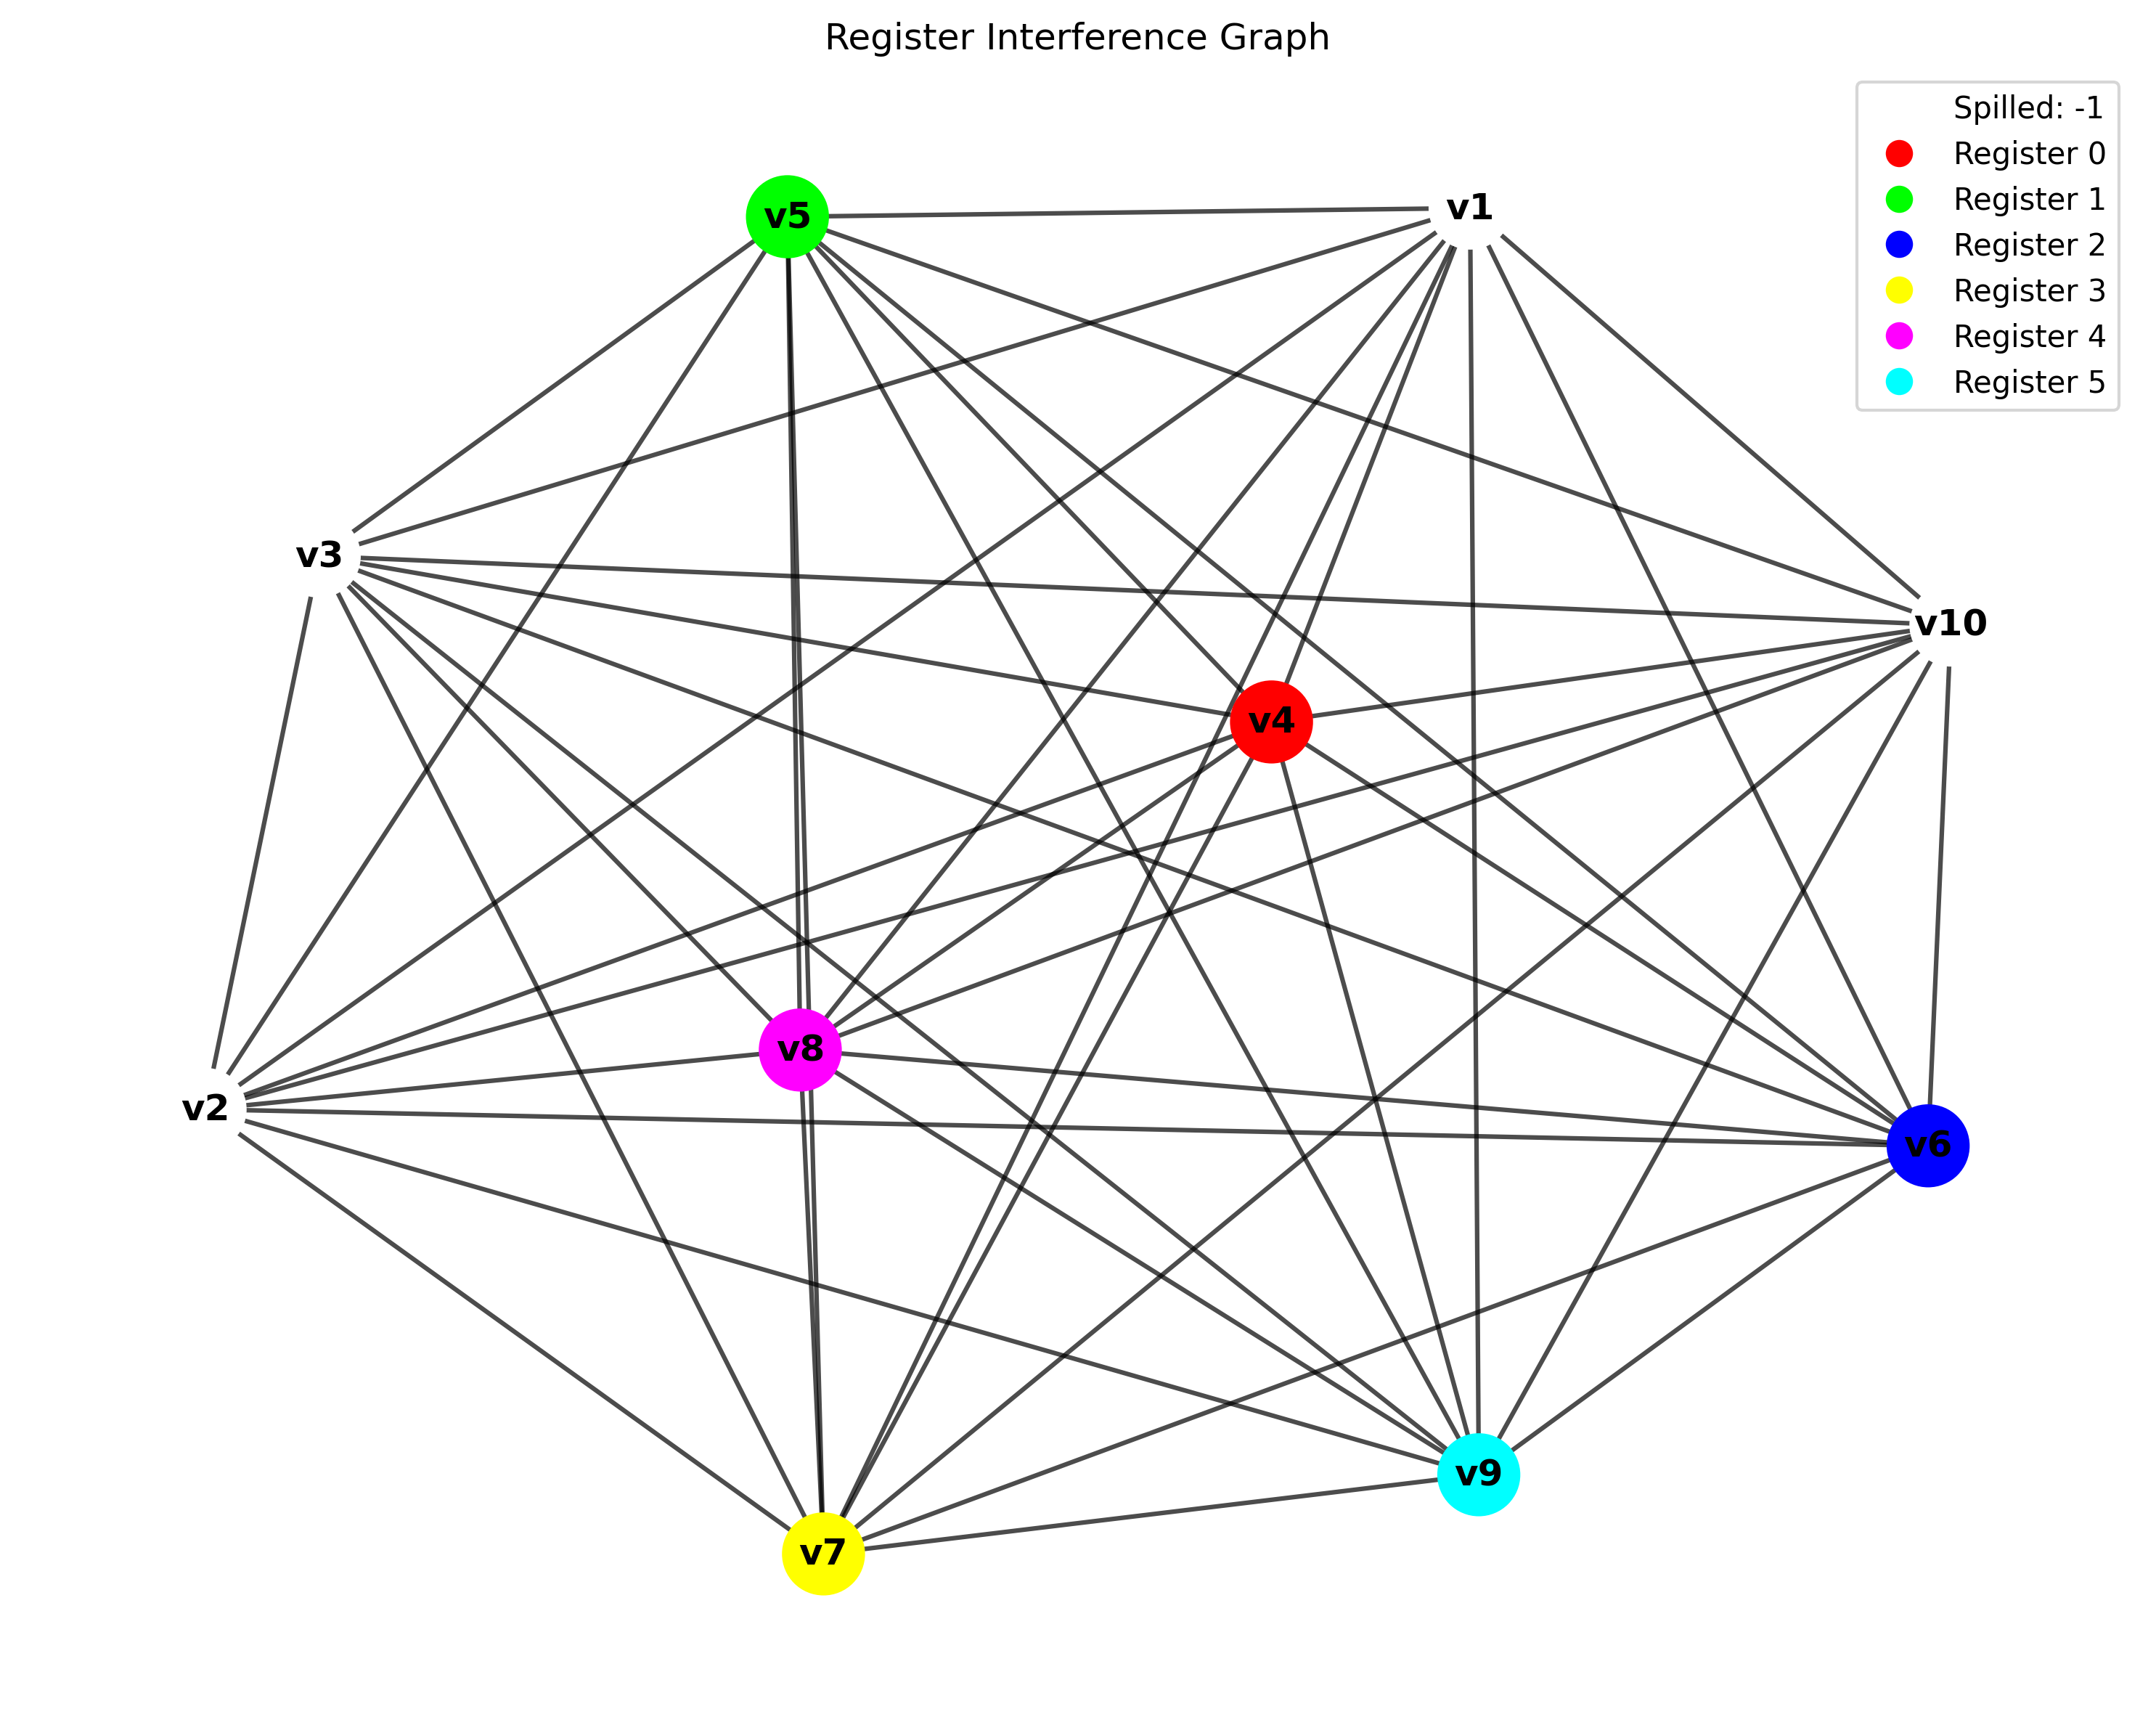 Register Interference Graph
Spilled: -1
Register 0
Register 1
Register 2
Register 3
Register 4
Register 5
v5
v1
v3
v10
v4
v8
v2
v6
v9
v7